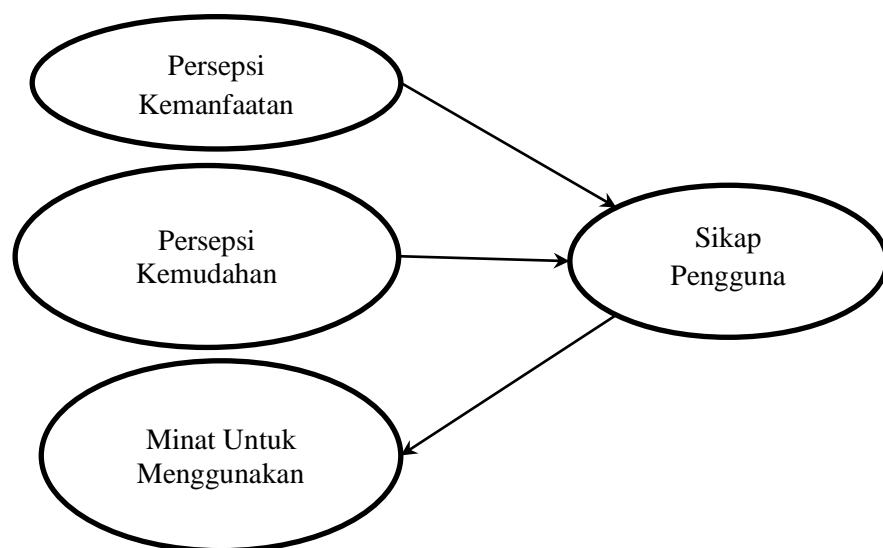 Persepsi
Kemanfaatan
Persepsi
Kemudahan
Sikap
Pengguna
Minat Untuk
Menggunakan